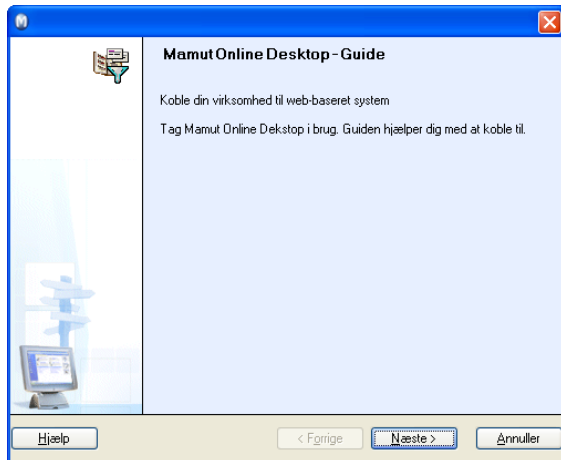 Mamut Online Desktop - Guide
Koble din virksomhed til web-baseret system
Tag Mamut Online Dekstop i brug. Guiden hjælper dig med at koble til.
Hjælp
< Forrige
Næste >
Annuller